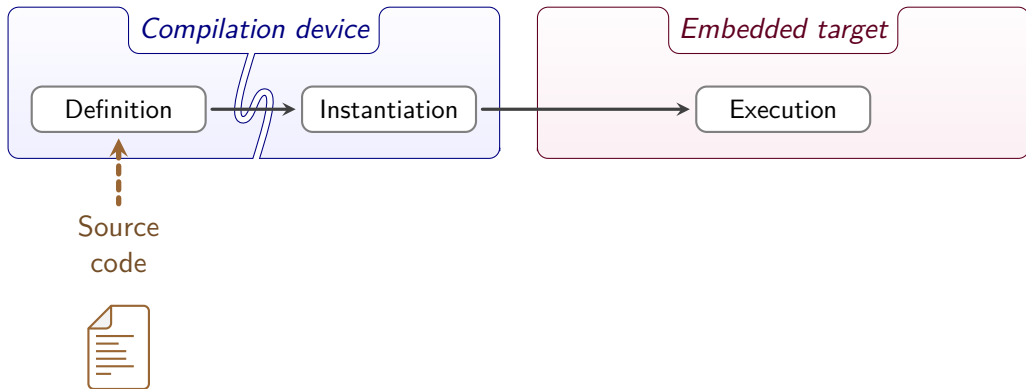 Compilation device
Embedded target
Definition
Instantiation
Execution
Source
code